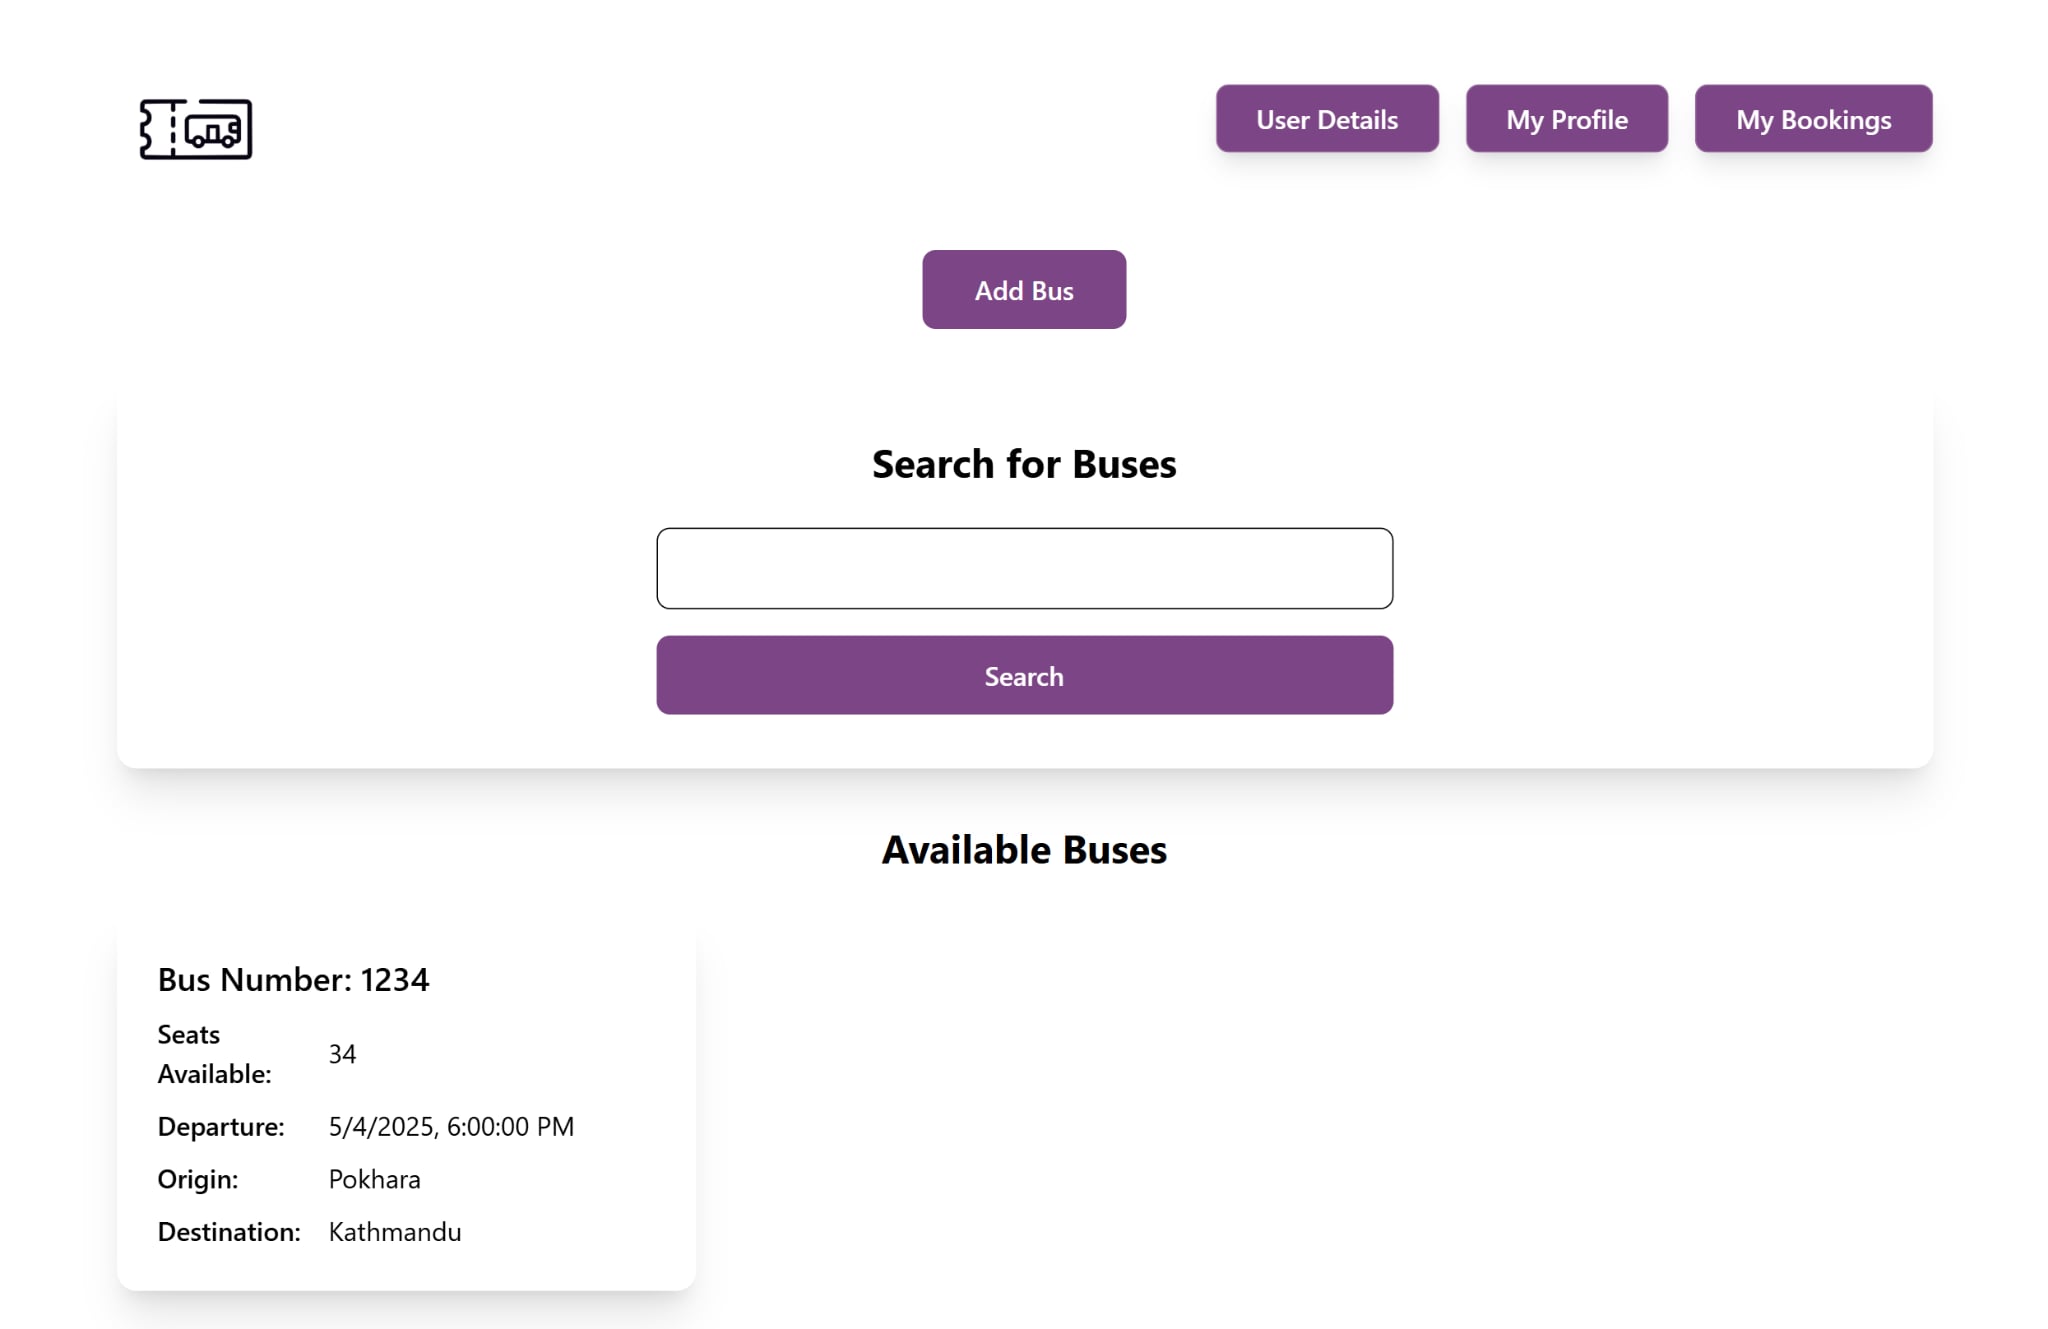 User Details
My Profile
My Bookings
Add Bus
Search for Buses
Search
Available Buses
Bus Number: 1234
Seats
Available:
34
Departure: 5/4/2025, 6:00:00 PM
Origin: Pokhara
Destination: Kathmandu